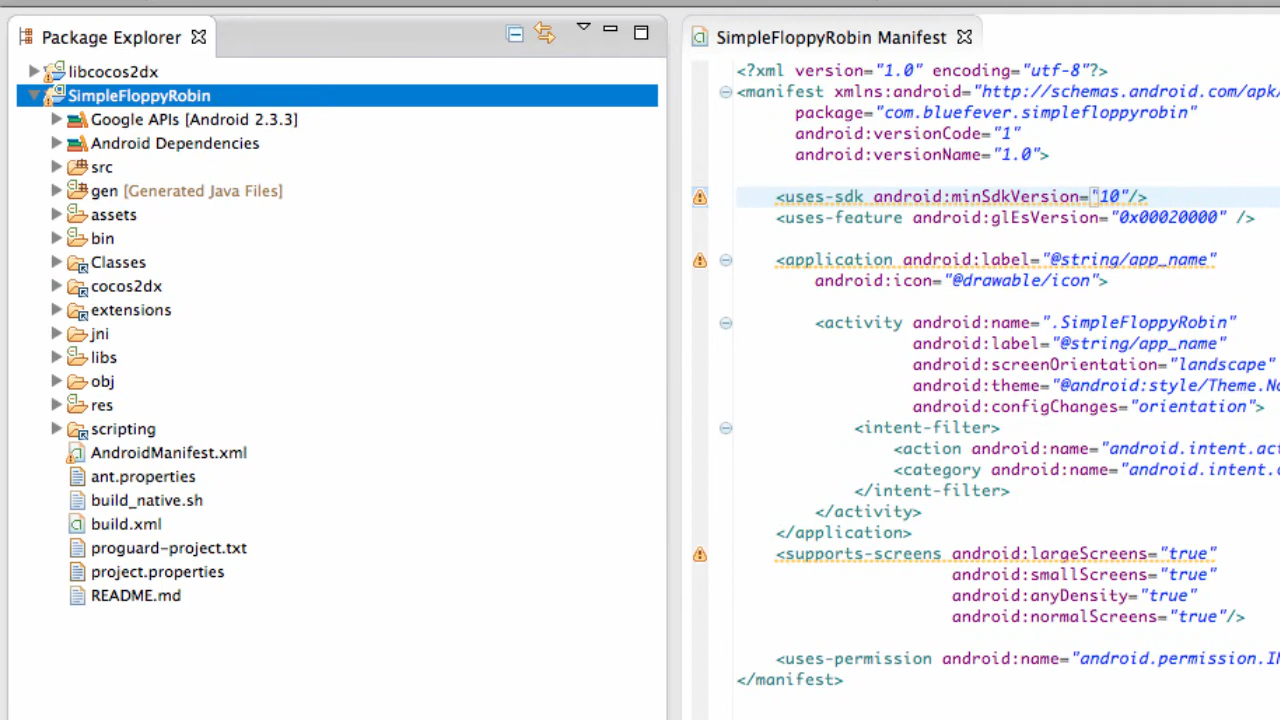 Package Explorer
libcocos2dx
SimpleFloppyRobin
Google APIs [Android 2.3.3]
Android Dependencies
src
gen [Generated Java Files]
assets
bin
Classes
cocos2dx
extensions
jni
libs
obj
res
scripting
AndroidManifest.xml
ant.properties
build_native.sh
build.xml
proguard-project.txt
project.properties
README.md
SimpleFloppyRobin Manifest
<?xml version="1.0" encoding="utf-8"?>
<manifest xmlns:android="http://schemas.android.com/apk/
package="com.bluefever.simplefloppyrobin"
android:versionCode="1"
android:versionName="1.0">
<uses-sdk android:minSdkVersion="10"/>
<uses-feature android:glEsVersion="0x00020000" />
<application android:label="@string/app_name"
android:icon="@drawable/icon">
<activity android:name=".SimpleFloppyRobin"
android:label="@string/app_name"
android:screenOrientation="landscape"
android:theme="@android:style/Theme.No
android:configChanges="orientation">
<intent-filter>
<action android:name="android.intent.act
<category android:name="android.intent.c
</intent-filter>
</activity>
</application>
<supports-screens android:largeScreens="true"
android:smallScreens="true"
android:anyDensity="true"
android:normalScreens="true"/>
<uses-permission android:name="android.permission.IN
</manifest>